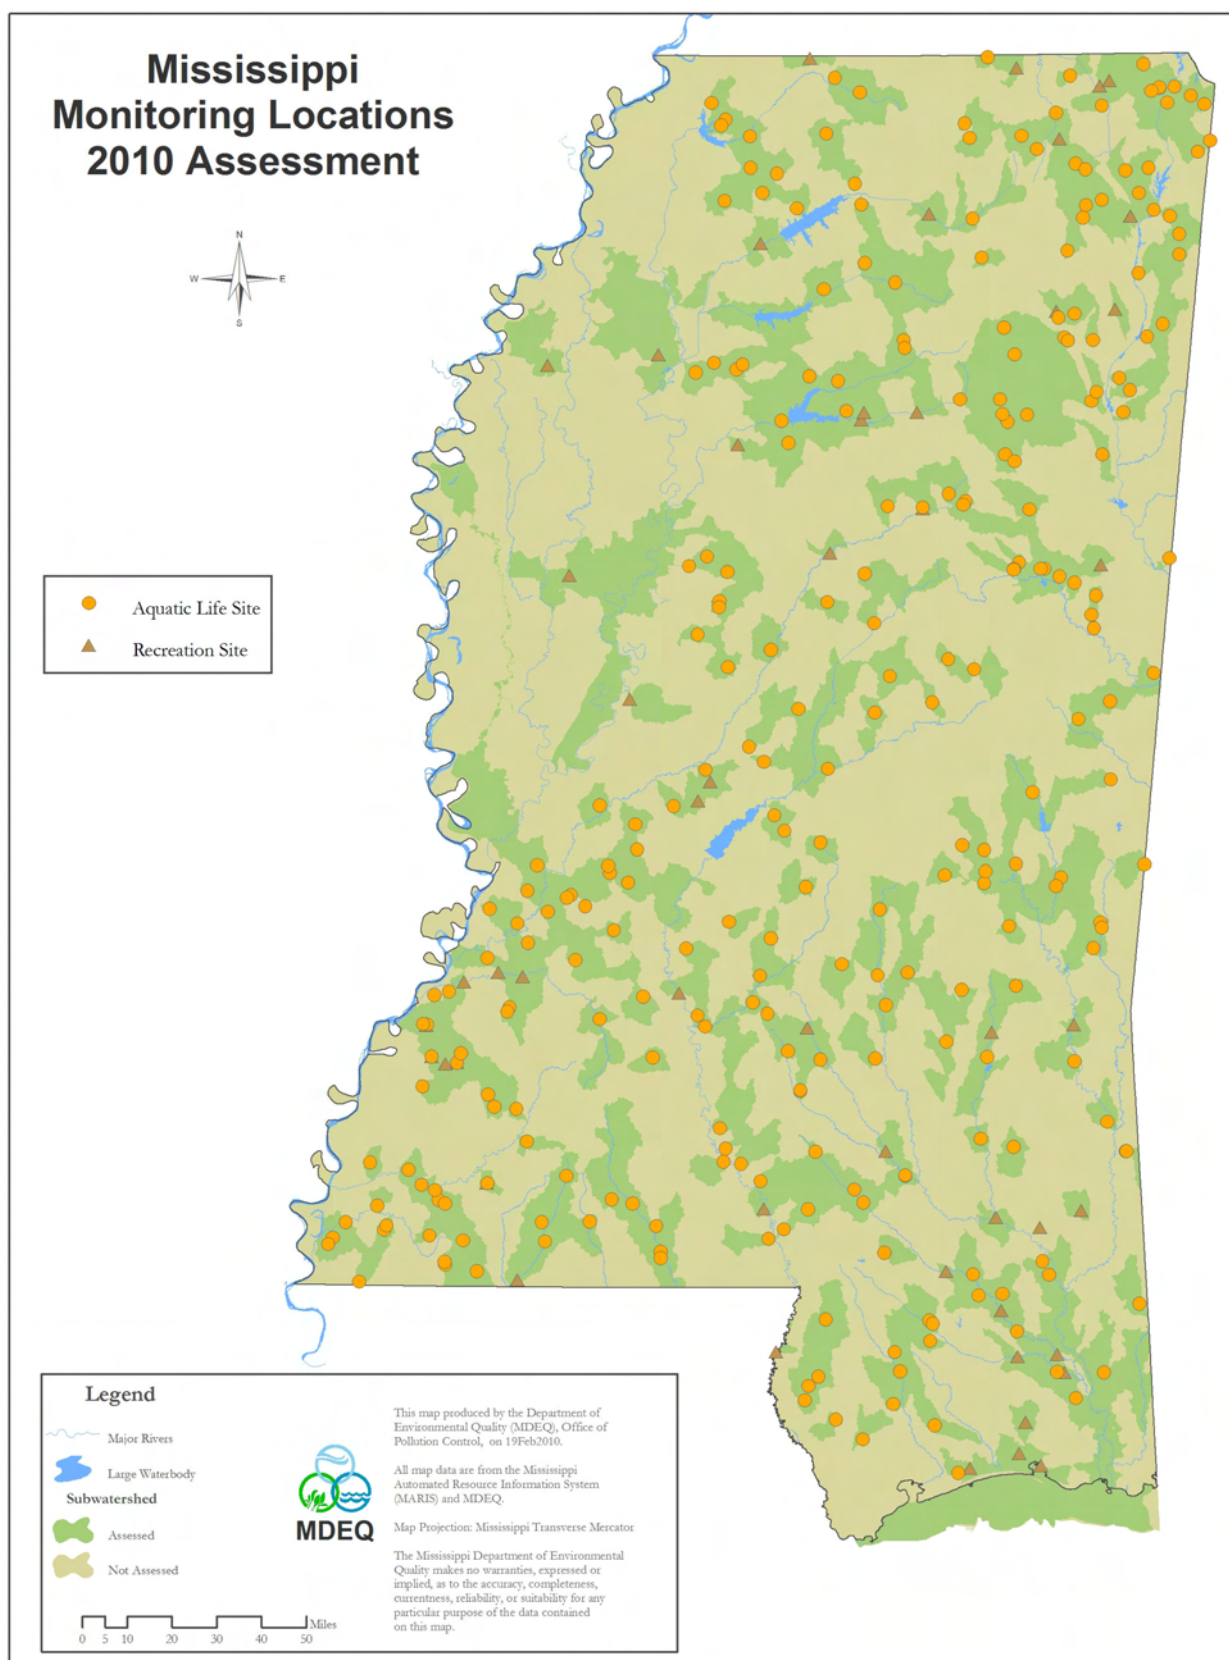 Mississippi
Monitoring Locations
2010 Assessment
N
W E
S
Aquatic Life Site
Recreation Site
Legend
Major Rivers
Large Waterbody
Subwatershed
Assessed
Not Assessed
0 5 10 20 30 40 50 Miles
MDEQ
This map produced by the Department of
Environmental Quality (MDEQ), Office of
Pollution Control, on 19Feb2010.
All map data are from the Mississippi
Automated Resource Information System
(MARIS) and MDEQ.
Map Projection: Mississippi Transverse Mercator
The Mississippi Department of Environmental
Quality makes no warranties, expressed or
implied, as to the accuracy, completeness,
currentness, reliability, or suitability for any
particular purpose of the data contained
on this map.